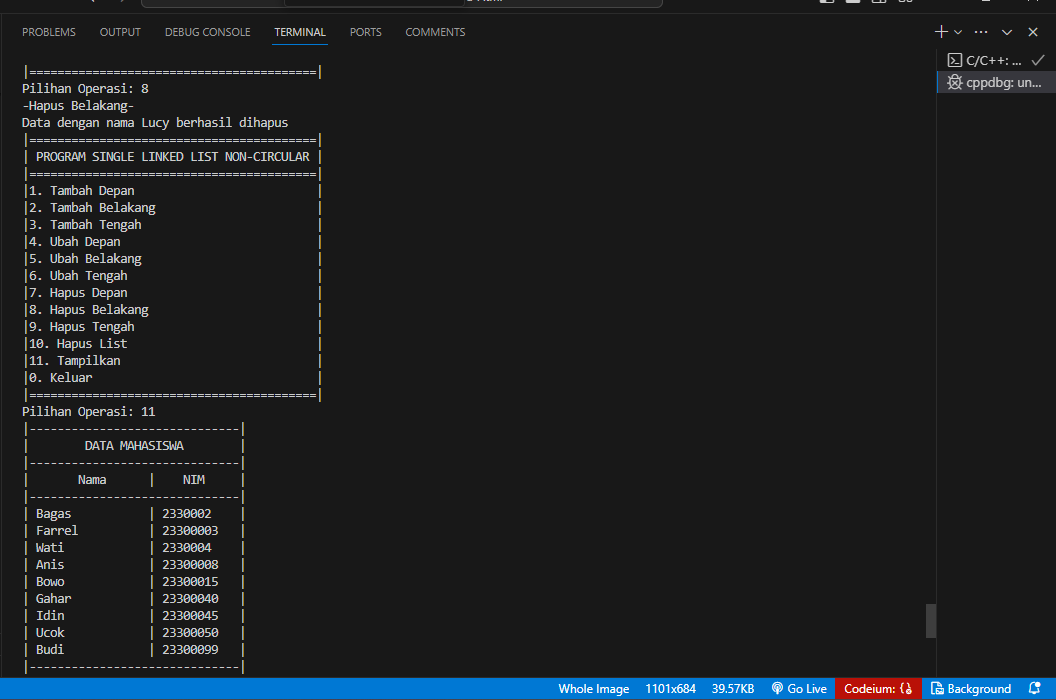 PROBLEMS OUTPUT DEBUG CONSOLE TERMINAL PORTS COMMENTS
|=========================================|
Pilihan Operasi: 8
-Hapus Belakang-
Data dengan nama Lucy berhasil dihapus
|=========================================|
| PROGRAM SINGLE LINKED LIST NON-CIRCULAR |
|=========================================|
|1. Tambah Depan |
|2. Tambah Belakang |
|3. Tambah Tengah |
|4. Ubah Depan |
|5. Ubah Belakang |
|6. Ubah Tengah |
|7. Hapus Depan |
|8. Hapus Belakang |
|9. Hapus Tengah |
|10. Hapus List |
|11. Tampilkan |
|0. Keluar |
|=========================================|
Pilihan Operasi: 11
|------------------------------|
| DATA MAHASISWA |
|------------------------------|
| Nama | NIM |
|------------------------------|
| Bagas | 2330002 |
| Farrel | 23300003 |
| Wati | 2330004 |
| Anis | 23300008 |
| Bowo | 23300015 |
| Gahar | 23300040 |
| Idin | 23300045 |
| Ucok | 23300050 |
| Budi | 23300099 |
|------------------------------|
C/C++: ...
cppdbg: un...
Whole Image 1101x684 39.57KB Go Live Codeium: {} Background